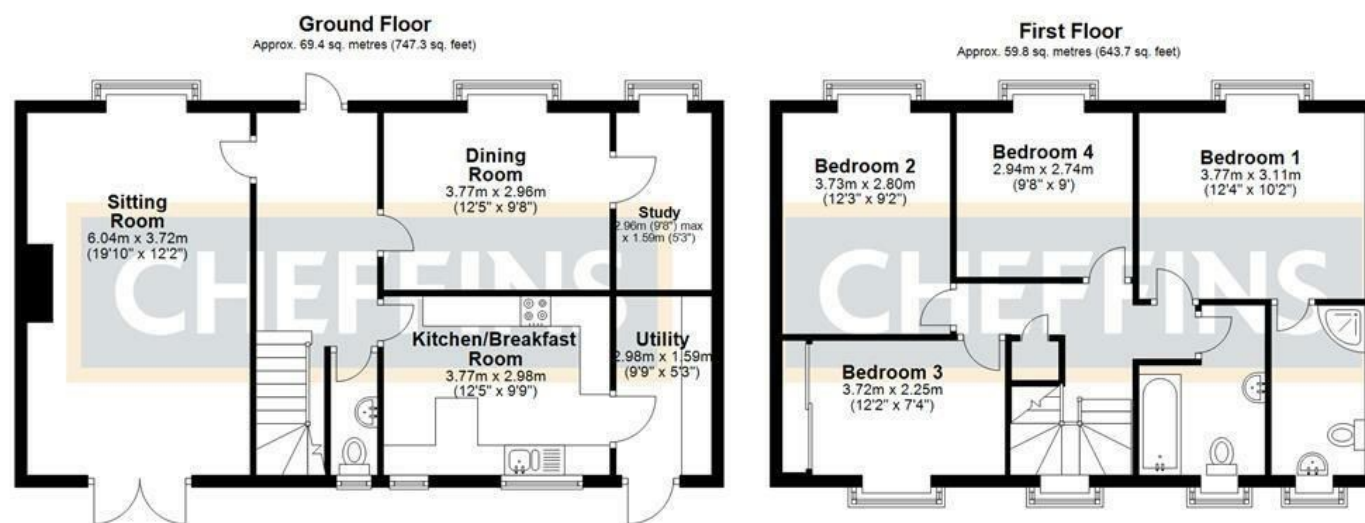 Ground Floor
Approx. 69.4 sq. metres (747.3 sq. feet)
Sitting
Room
6.04m x 3.72m
(19'10" x 12'2")
Dining
Room
3.77m x 2.96m
(12'5" x 9'8")
Study
2.96m (9'8") max
x 1.59m (5'3")
Kitchen/Breakfast
Room
3.77m x 2.98m
(12'5" x 9'9")
Utility
2.98m x 1.59m
(9'9" x 5'3")
CHEFFINS
First Floor
Approx. 59.8 sq. metres (643.7 sq. feet)
Bedroom 2
3.73m x 2.80m
(12'3" x 9'2")
Bedroom 4
2.94m x 2.74m
(9'8" x 9')
Bedroom 1
3.77m x 3.11m
(12'4" x 10'2")
Bedroom 3
3.72m x 2.25m
(12'2" x 7'4")
CHEFFINS